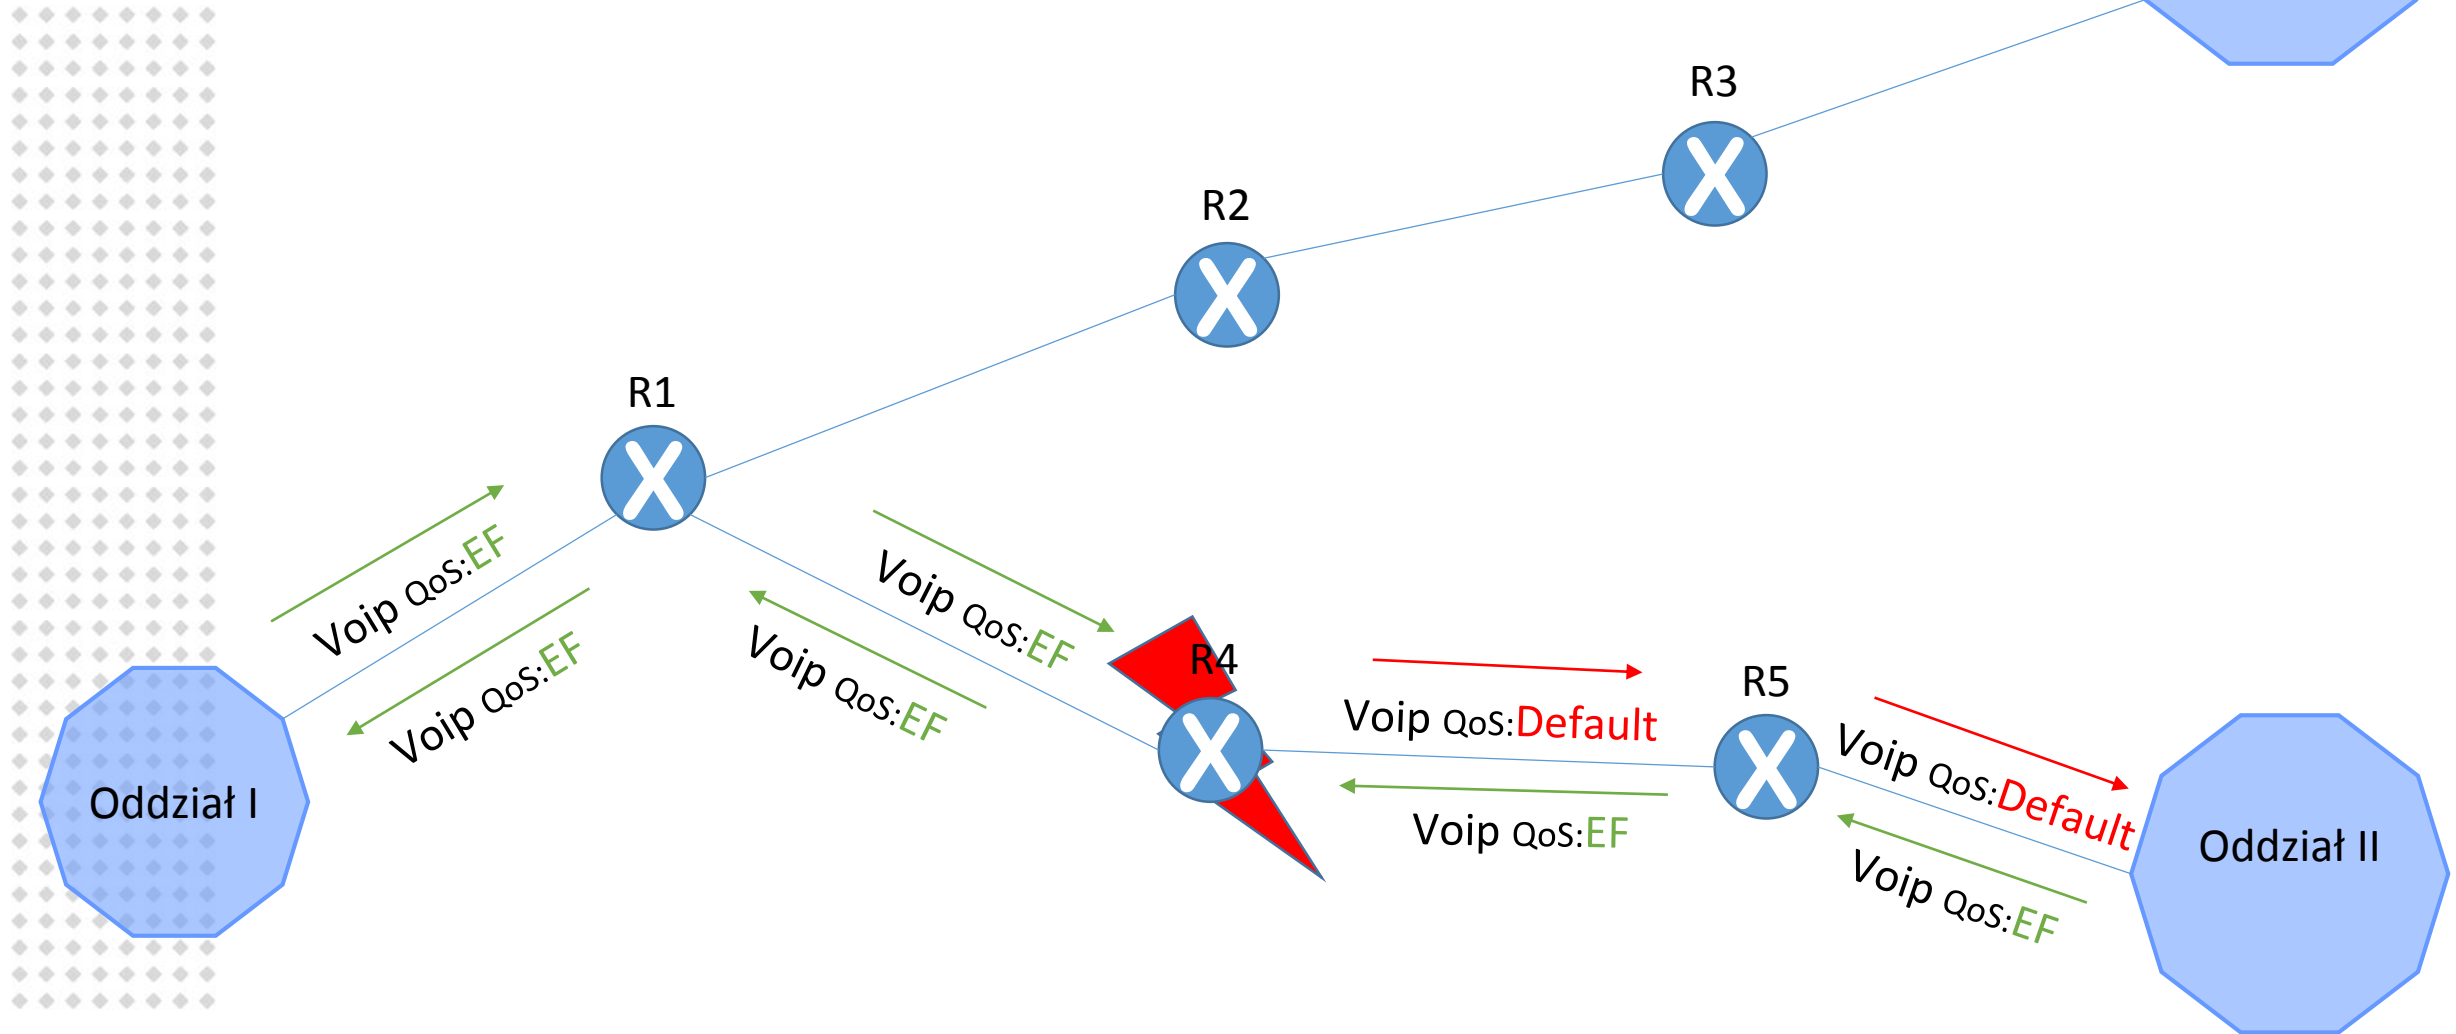 R3
R2
R1
Voip QoS:EF
Voip QoS:EF
Voip QoS:EF
Voip QoS:EF
R4
Voip QoS:Default
Voip QoS:EF
R5
Voip QoS:Default
Voip QoS:EF
Oddział I
Oddział II